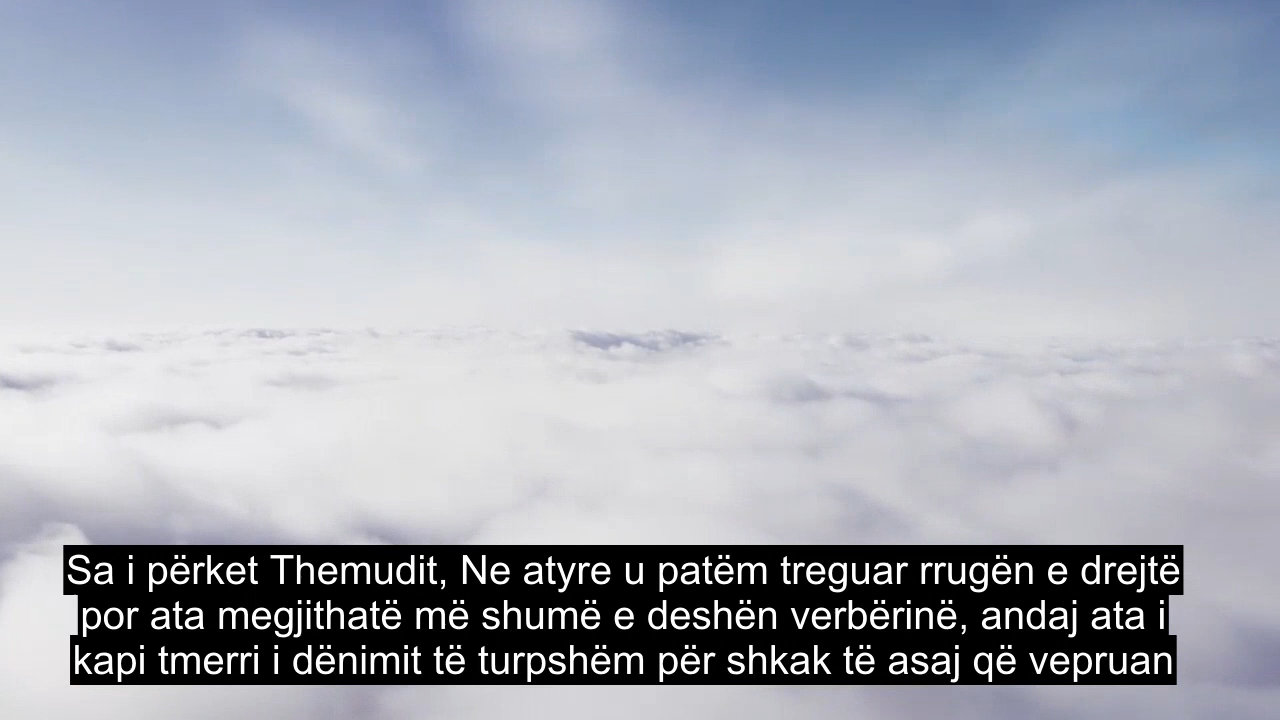 Sa i përket Themudit, Ne atyre u patëm treguar rrugën e drejtë
por ata megjithatë më shumë e deshën verbërinë, andaj ata i
kapi tmerri i dënimit të turpshëm për shkak të asaj që vepruan